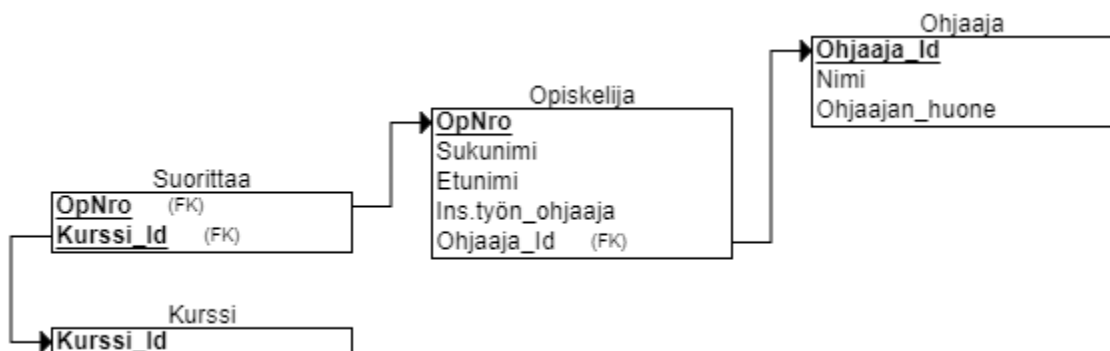 Ohjaaja
Ohjaaja_Id
Nimi
Ohjaajan_huone
Opiskelija
OpNro
Sukunimi
Etunimi
Ins.työn_ohjaaja
Ohjaaja_Id (FK)
Suorittaa
OpNro (FK)
Kurssi_Id (FK)
Kurssi
Kurssi_Id